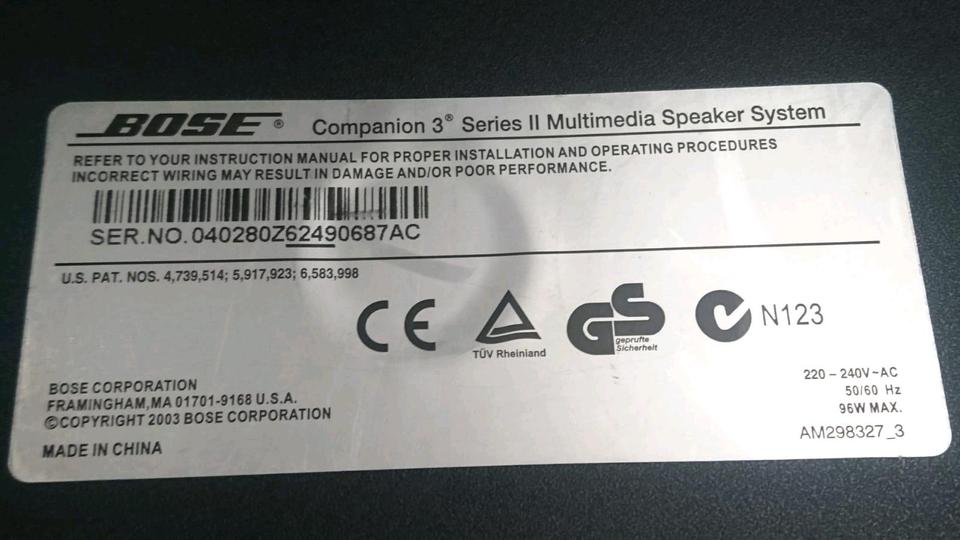 BOSE ® Companion 3® Series II Multimedia Speaker System
REFER TO YOUR INSTRUCTION MANUAL FOR PROPER INSTALLATION AND OPERATING PROCEDURES
INCORRECT WIRING MAY RESULT IN DAMAGE AND/OR POOR PERFORMANCE.
SER.NO. 040280Z62490687AC
U.S. PAT. NOS. 4,739,514; 5,917,923; 6,583,998
CE
TÜV Rheinland
GS
geprüfte
Sicherheit
N123
220 – 240V~AC
50/60 Hz
96W MAX.
AM298327_3
BOSE CORPORATION
FRAMINGHAM,MA 01701-9168 U.S.A.
©COPYRIGHT 2003 BOSE CORPORATION
MADE IN CHINA